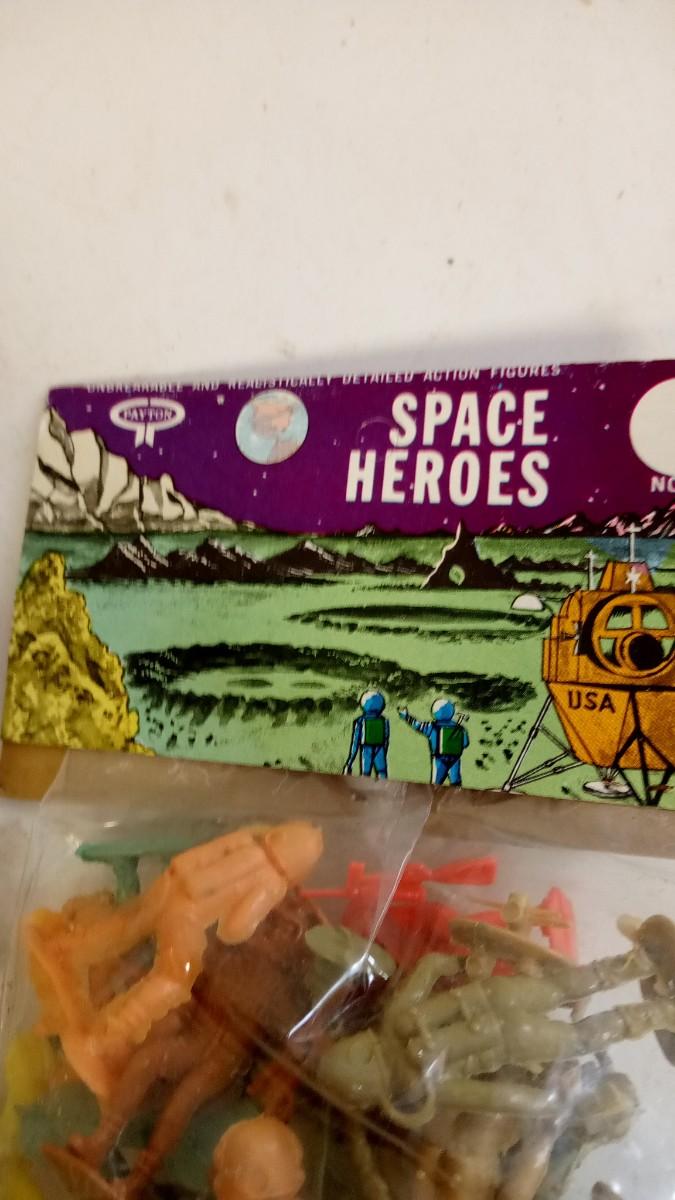 UNBREAKABLE AND REALISTICALLY DETAILED ACTION FIGURES
PAYTON
SPACE
HEROES
NO
USA